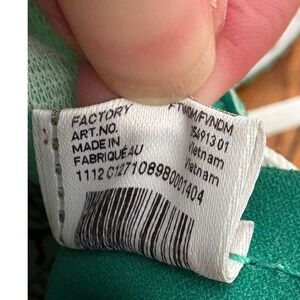 FACTORY
ART.NO.
MADE IN Vietnam
FABRIQUE AU Vietnam
1112 C1271089B0001404